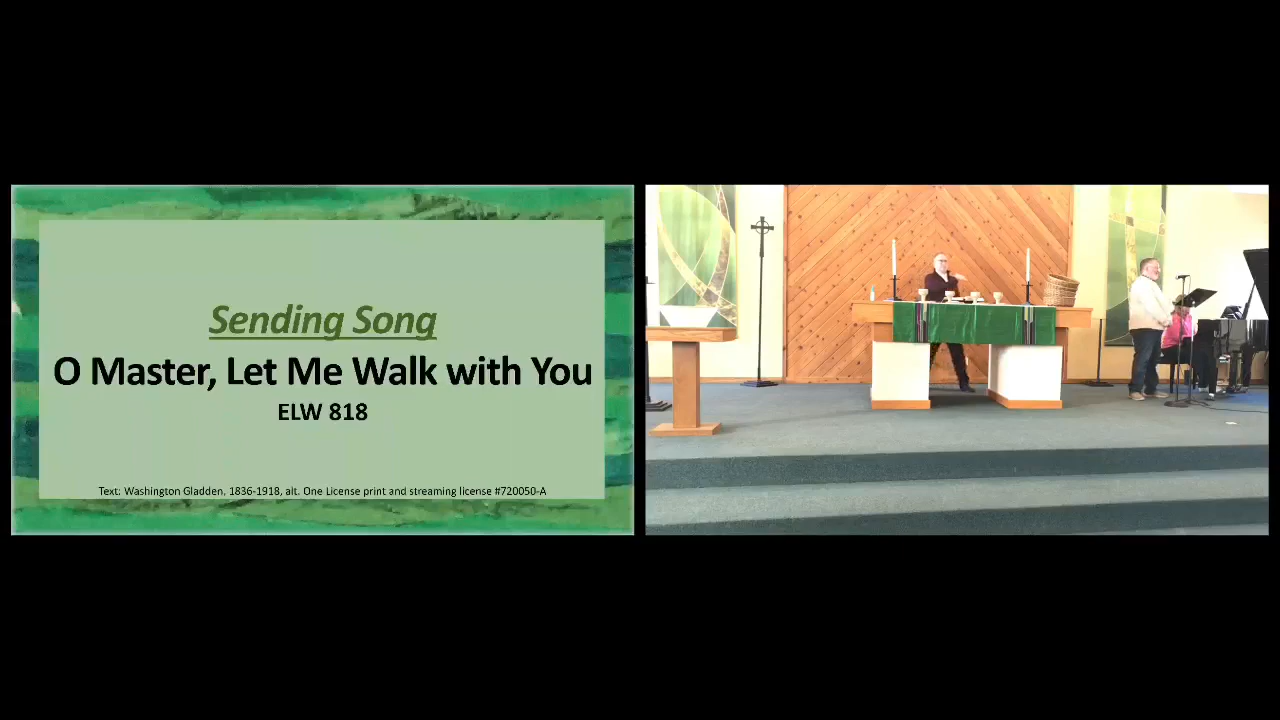 Sending Song
O Master, Let Me Walk with You
ELW 818
Text: Washington Gladden, 1836-1918, alt. One License print and streaming license #720050-A